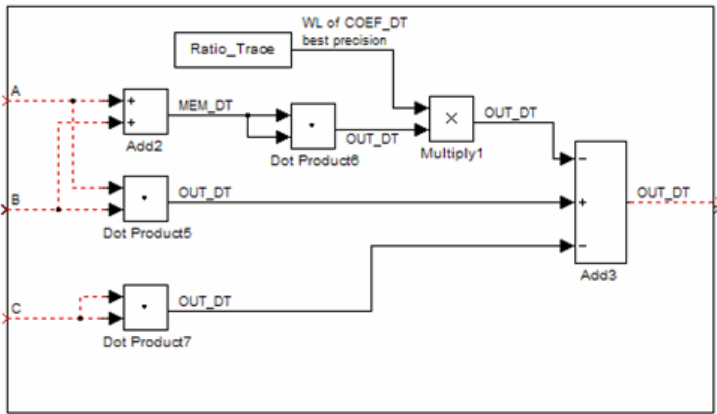 WL of COEF_DT
best precision
Ratio_Trace
A
+
+
MEM_DT
Add2
Dot Product6
OUT_DT
×
Multiply1
OUT_DT
B
Dot Product5
OUT_DT
−
+
−
Add3
OUT_DT
C
Dot Product7
OUT_DT